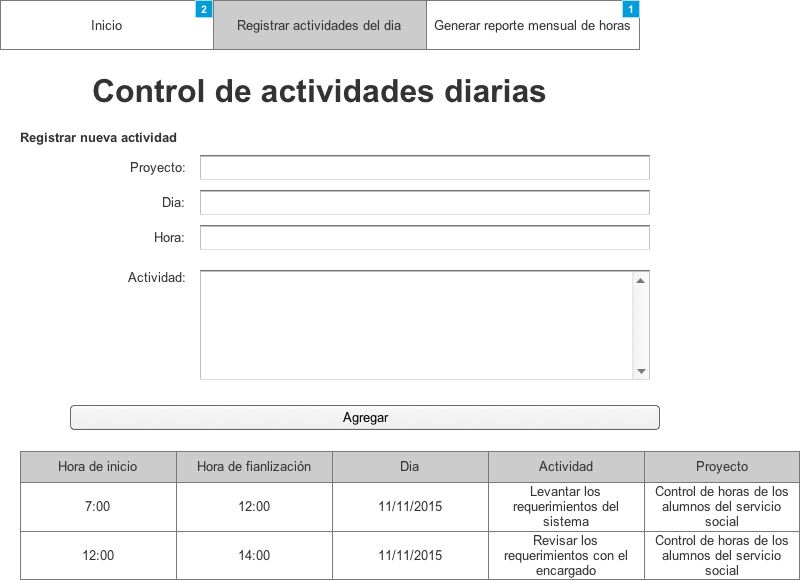 Inicio
2
Registrar actividades del dia
Generar reporte mensual de horas
1
Control de actividades diarias
Registrar nueva actividad
Proyecto:
Dia:
Hora:
Actividad:
Agregar
Hora de inicio
Hora de fianlización
Dia
Actividad
Proyecto
7:00
12:00
11/11/2015
Levantar los
requerimientos del
sistema
Control de horas de los
alumnos del servicio
social
12:00
14:00
11/11/2015
Revisar los
requerimientos con el
encargado
Control de horas de los
alumnos del servicio
social